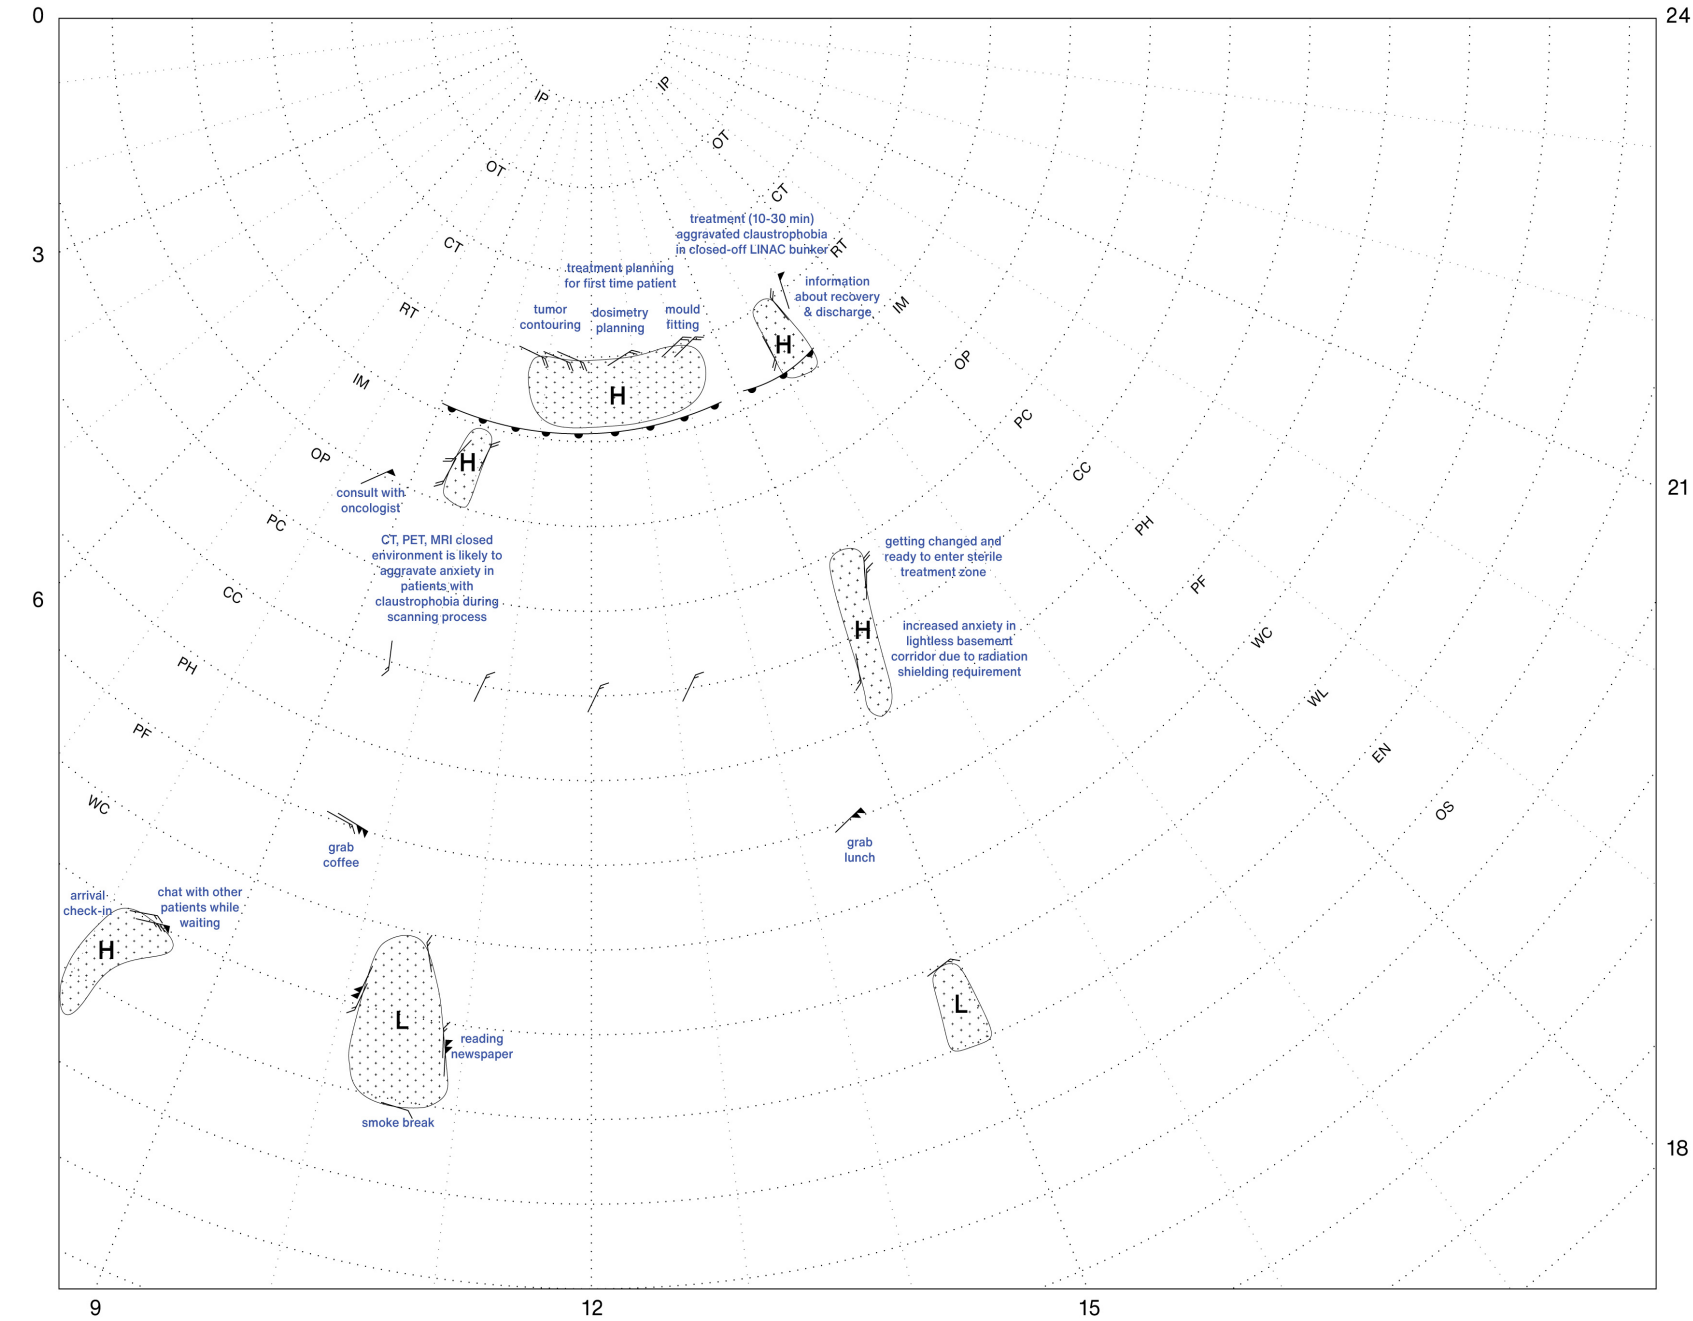 0
24
IP
IP
OT
OT
CT
treatment (10-30 min)
aggravated claustrophobia
in closed-off LINAC bunker
CT
RT
3
treatment planning
for first time patient
information
about recovery
& discharge
RT
IM
tumor
contouring
dosimetry
planning
mould
fitting
H
IM
OP
H
PC
OP
H
CC
consult with
oncologist
21
PC
PH
CT, PET, MRI closed
environment is likely to
aggravate anxiety in
patients with
claustrophobia during
scanning process
getting changed and
ready to enter sterile
treatment zone
PF
6
CC
H
increased anxiety in
lightless basement
corridor due to radiation
shielding requirement
WC
PH
WL
PF
EN
WC
OS
grab
coffee
grab
lunch
arrival
check-in
chat with other
patients while
waiting
H
L
L
reading
newspaper
smoke break
18
9
12
15